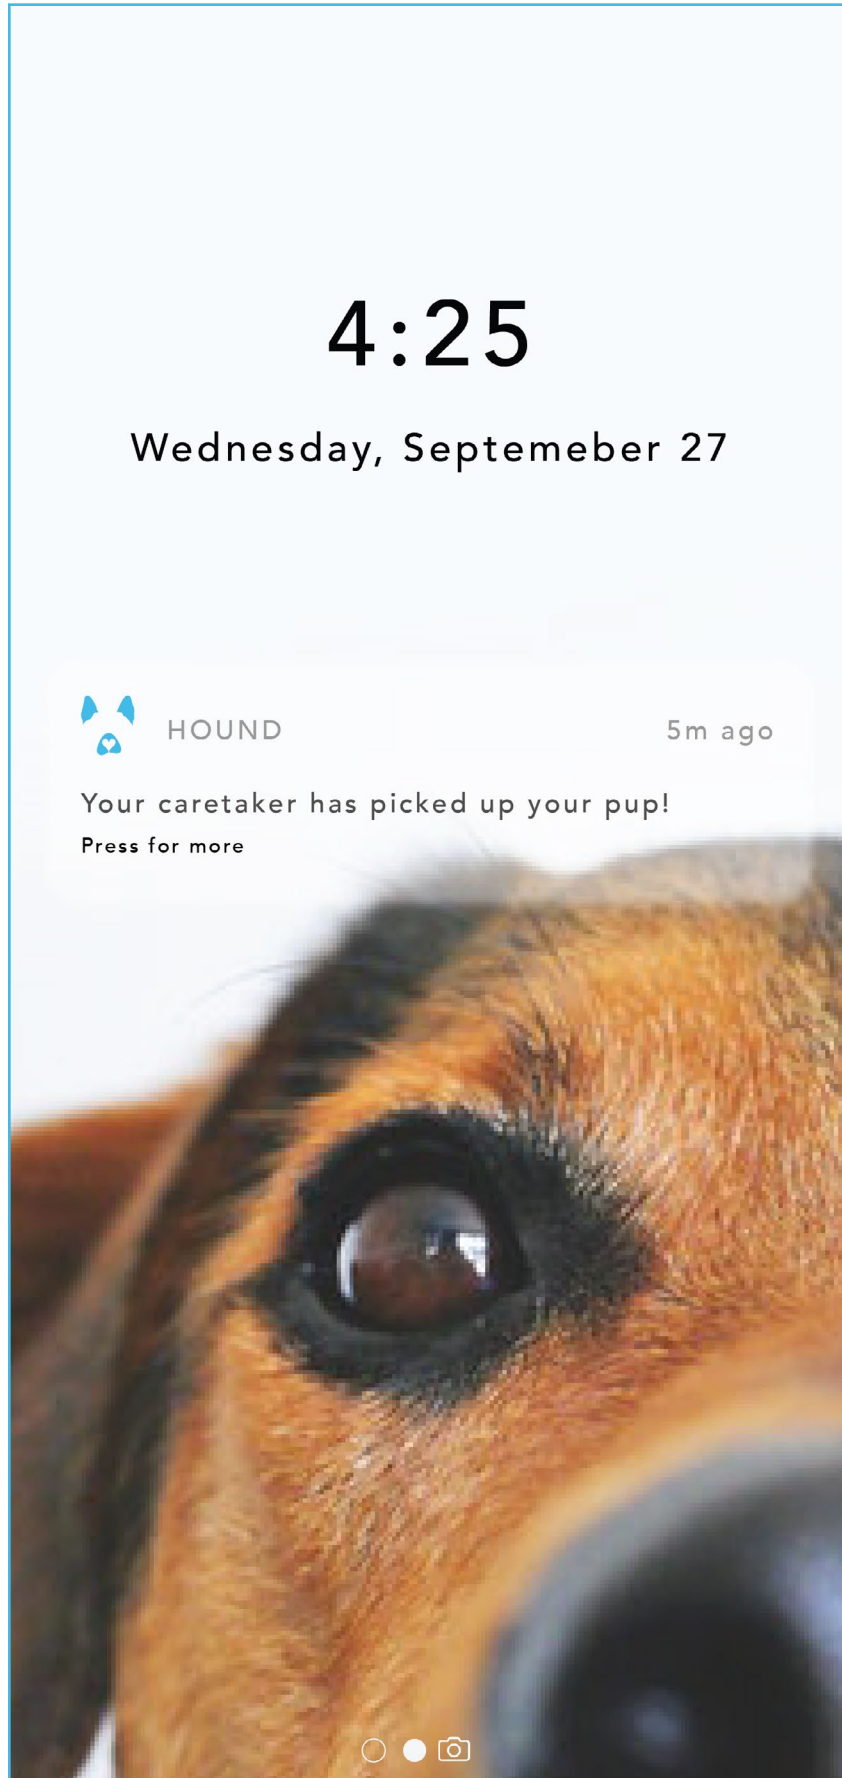 4:25
Wednesday, Septemeber 27
HOUND
5m ago
Your caretaker has picked up your pup!
Press for more